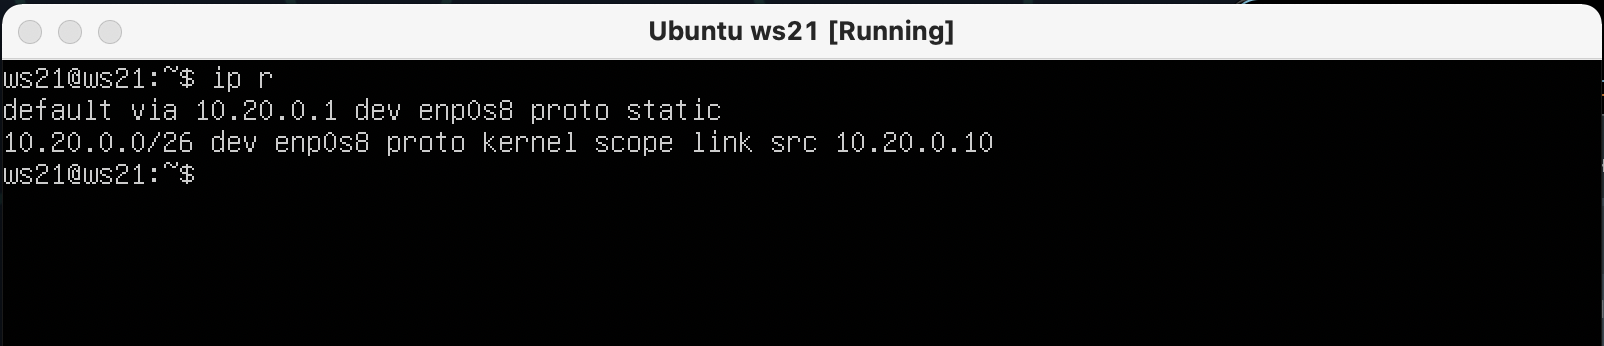 Ubuntu ws21 [Running]
ws21@ws21:~$ ip r
default via 10.20.0.1 dev enp0s8 proto static
10.20.0.0/26 dev enp0s8 proto kernel scope link src 10.20.0.10
ws21@ws21:~$